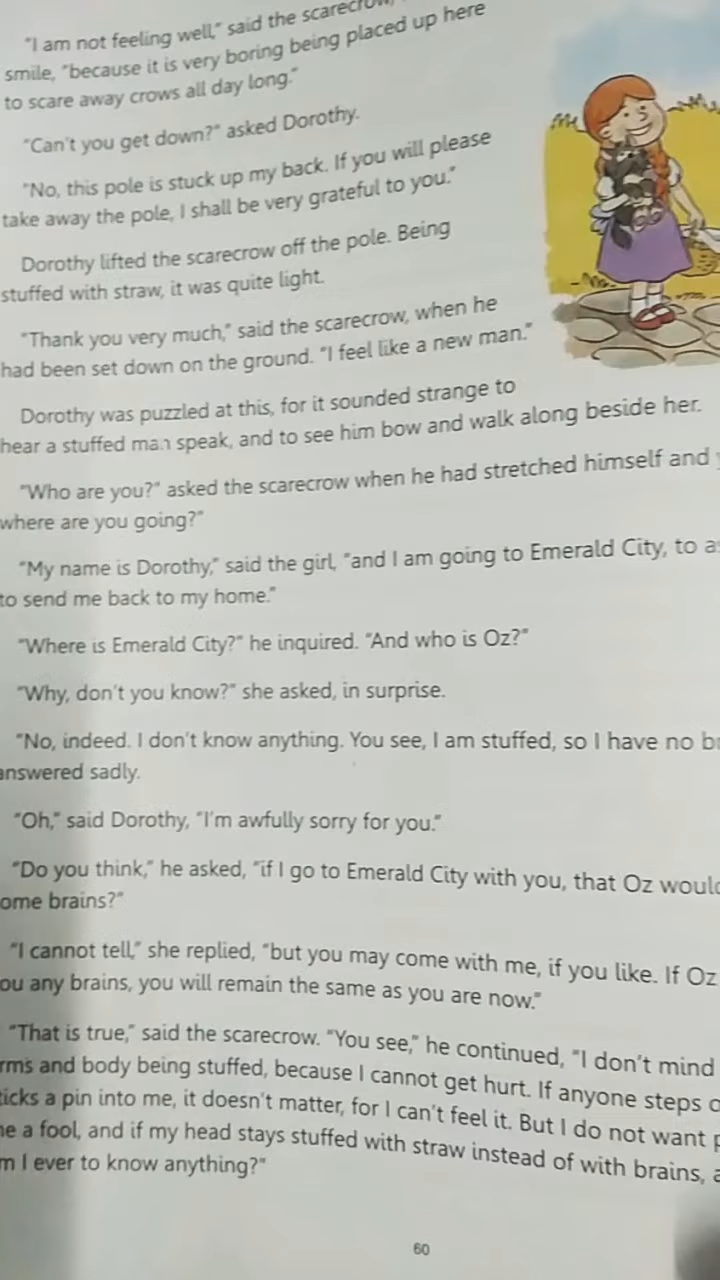 "I am not feeling well," said the scarecrow,
smile, "because it is very boring being placed up here
to scare away crows all day long."
"Can't you get down?" asked Dorothy.
"No, this pole is stuck up my back. If you will please
take away the pole, I shall be very grateful to you."
Dorothy lifted the scarecrow off the pole. Being
stuffed with straw, it was quite light.
"Thank you very much," said the scarecrow, when he
had been set down on the ground. "I feel like a new man."
Dorothy was puzzled at this, for it sounded strange to
hear a stuffed man speak, and to see him bow and walk along beside her.
"Who are you?" asked the scarecrow when he had stretched himself and
where are you going?"
"My name is Dorothy," said the girl, "and I am going to Emerald City, to
to send me back to my home."
"Where is Emerald City?" he inquired. "And who is Oz?"
"Why, don't you know?" she asked, in surprise.
"No, indeed. I don't know anything. You see, I am stuffed, so I have no
answered sadly.
"Oh," said Dorothy, "I'm awfully sorry for you."
"Do you think," he asked, "if I go to Emerald City with you, that Oz would
ome brains?"
"I cannot tell," she replied, "but you may come with me, if you like. If Oz
ou any brains, you will remain the same as you are now."
"That is true," said the scarecrow. "You see," he continued, "I don't mind
rms and body being stuffed, because I cannot get hurt. If anyone steps
ticks a pin into me, it doesn't matter, for I can't feel it. But I do not want
me a fool, and if my head stays stuffed with straw instead of with brains,
m I ever to know anything?"
60